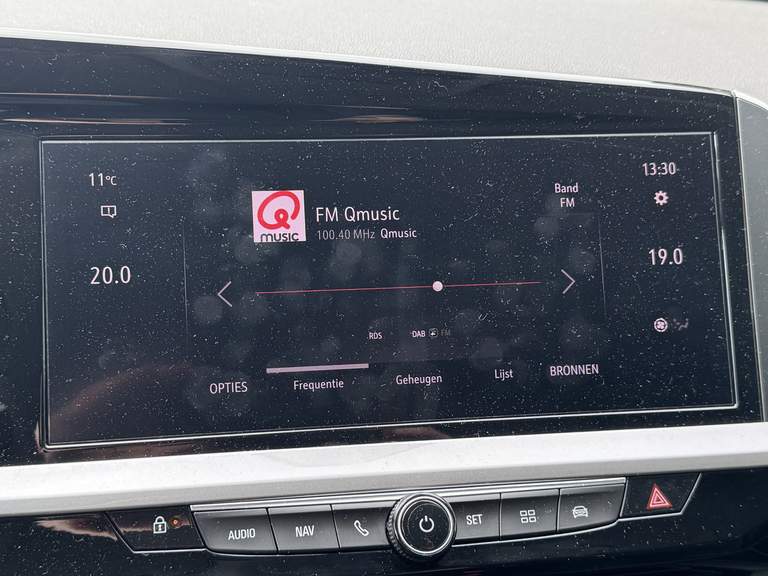 11°C
13:30
Q
music
FM Qmusic
100.40 MHz Qmusic
Band
FM
20.0
19.0
RDS
DAB FM
OPTIES
Frequentie
Geheugen
Lijst
BRONNEN
AUDIO
NAV
SET